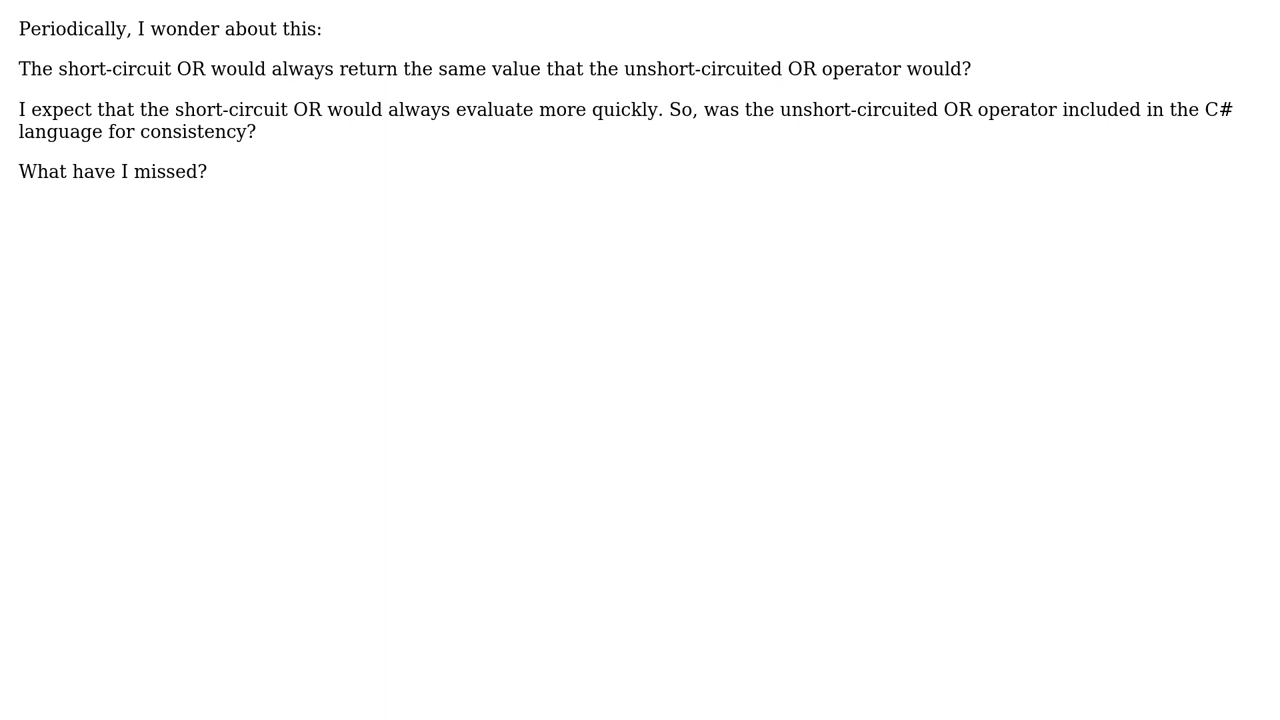 Periodically, I wonder about this:
The short-circuit OR would always return the same value that the unshort-circuited OR operator would?
I expect that the short-circuit OR would always evaluate more quickly. So, was the unshort-circuited OR operator included in the C#
language for consistency?
What have I missed?